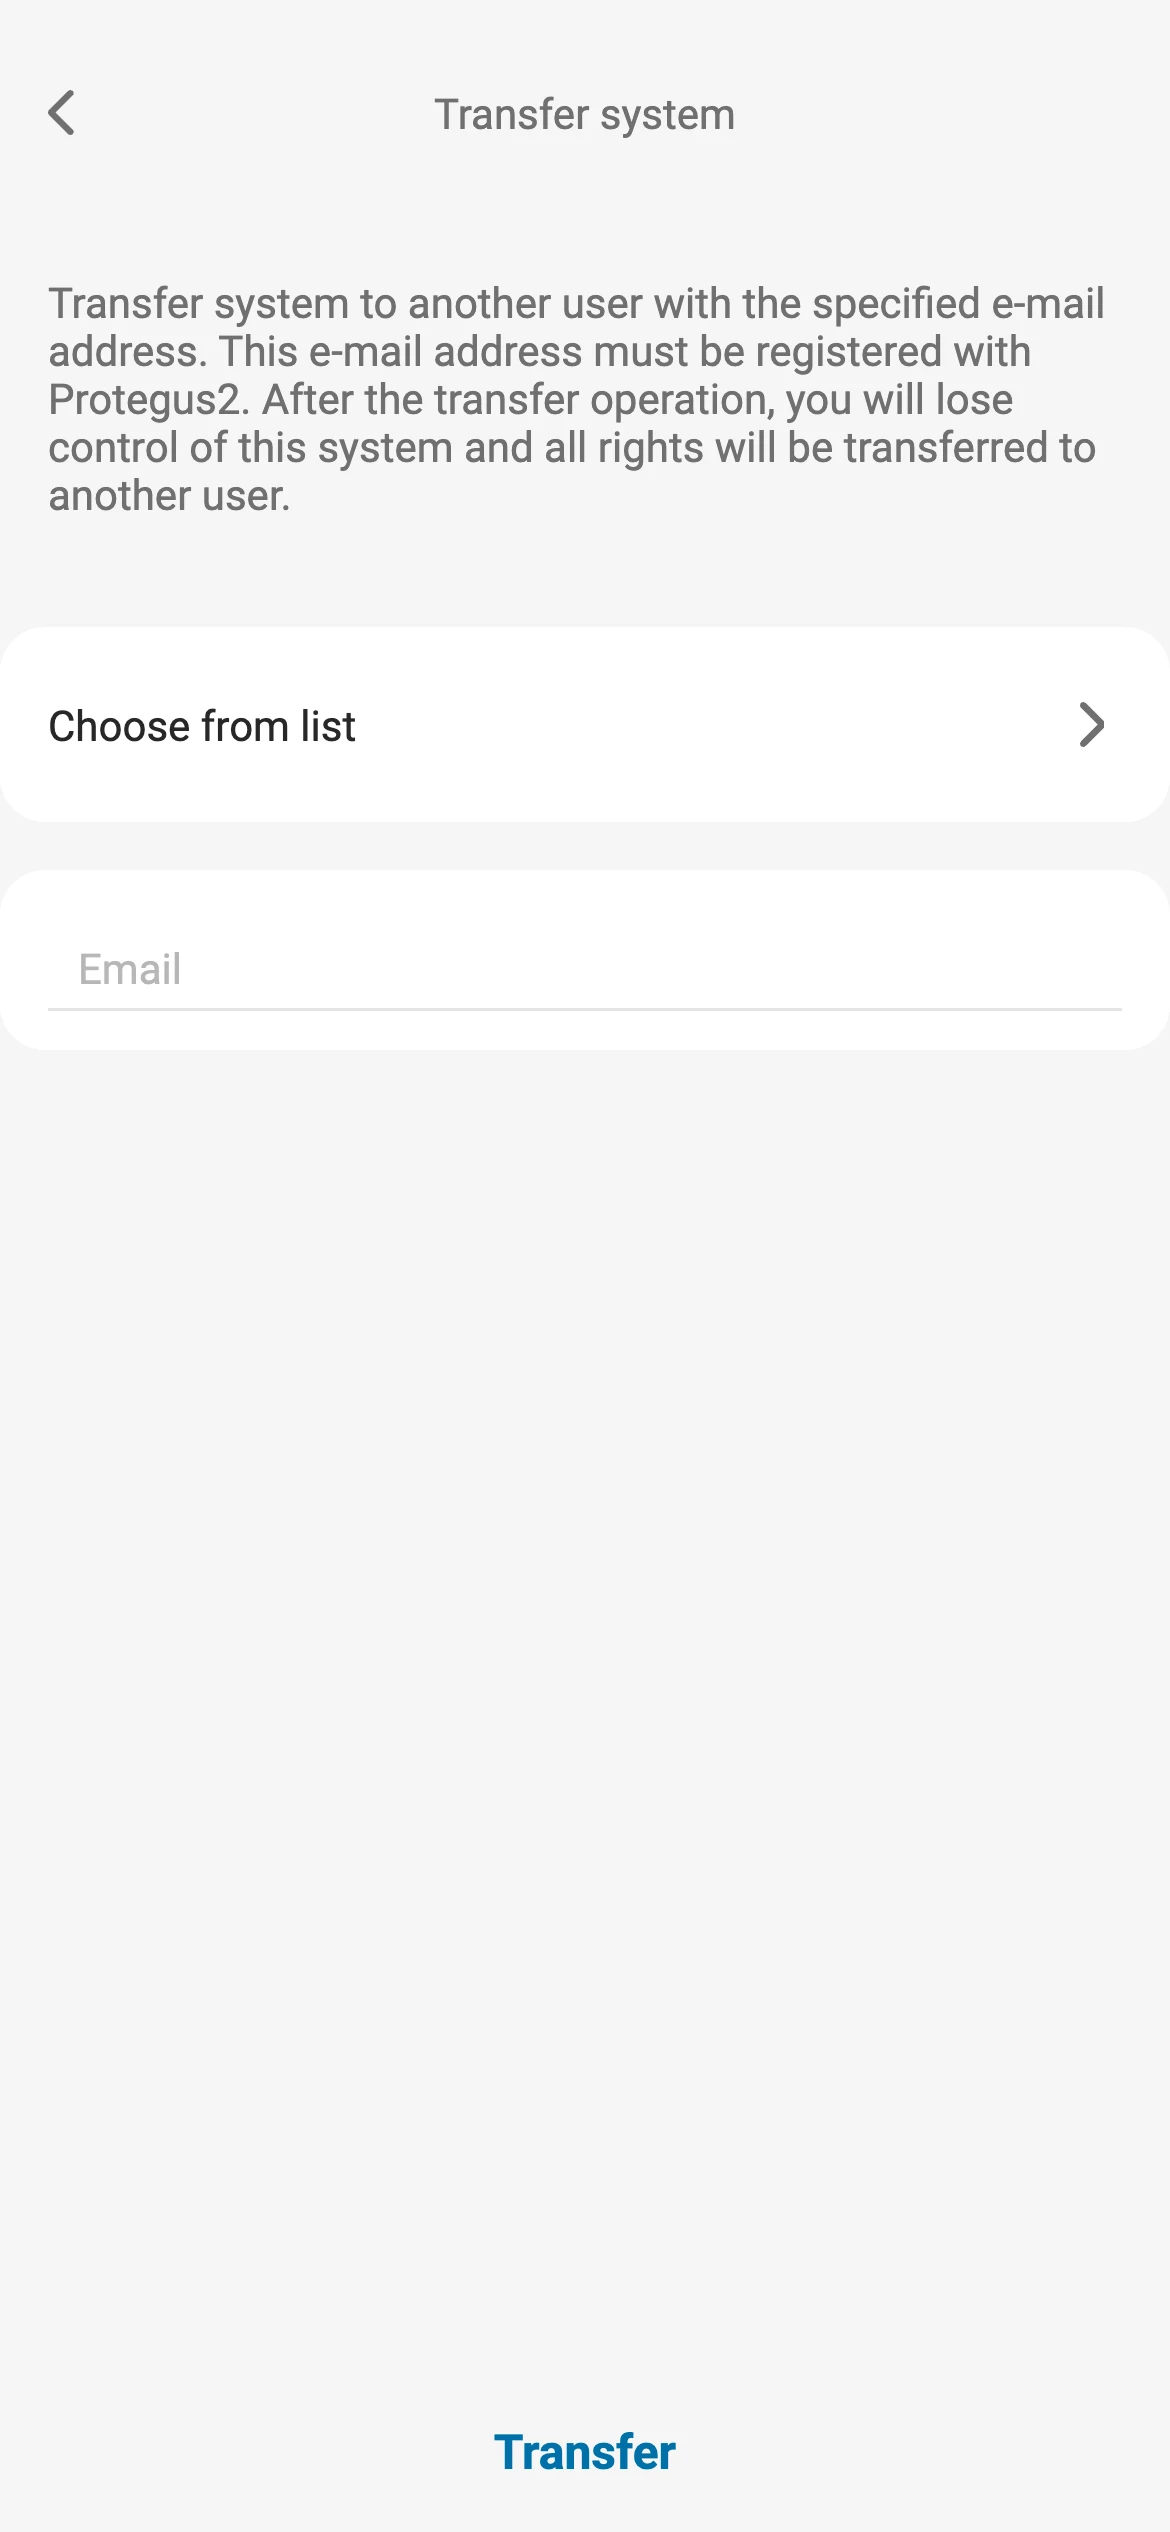 Transfer system
Transfer system to another user with the specified e-mail
address. This e-mail address must be registered with
Protegus2. After the transfer operation, you will lose
control of this system and all rights will be transferred to
another user.
Choose from list
Email
Transfer